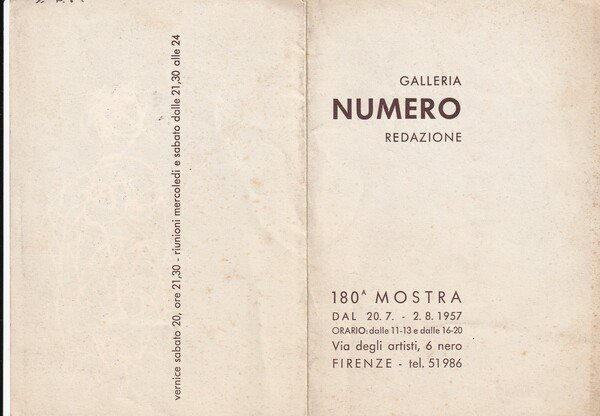 vernice sabato 20, ore 21,30 - riunioni mercoledi e sabato dalle 21,30 alle 24
GALLERIA
NUMERO
REDAZIONE
180ᴬ MOSTRA
DAL 20. 7. - 2. 8. 1957
ORARIO: dalle 11-13 e dalle 16-20
Via degli artisti, 6 nero
FIRENZE - tel. 51986